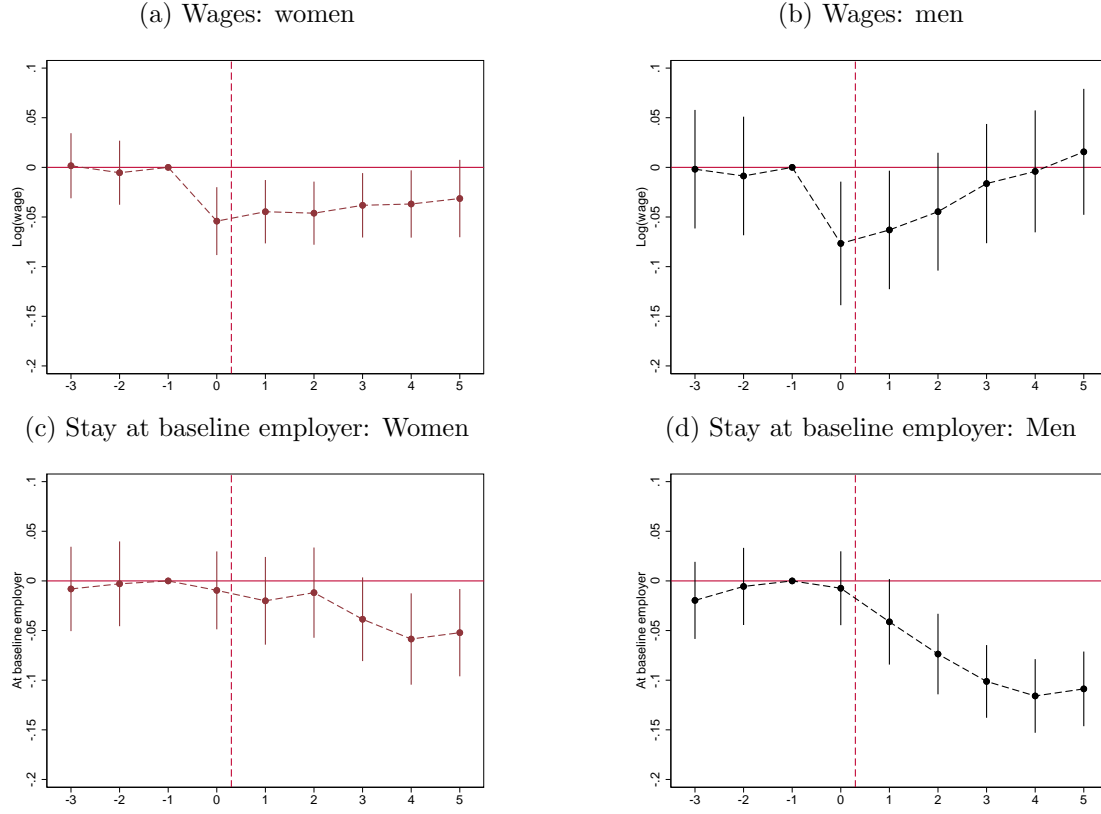 (a) Wages: women
(b) Wages: men
Log(wage)
.1
.05
0
-.05
-.1
-.15
-.2
-3 -2 -1 0 1 2 3 4 5
Log(wage)
.1
.05
0
-.05
-.1
-.15
-.2
-3 -2 -1 0 1 2 3 4 5
(c) Stay at baseline employer: Women
(d) Stay at baseline employer: Men
At baseline employer
.1
.05
0
-.05
-.1
-.15
-.2
-3 -2 -1 0 1 2 3 4 5
At baseline employer
.1
.05
0
-.05
-.1
-.15
-.2
-3 -2 -1 0 1 2 3 4 5